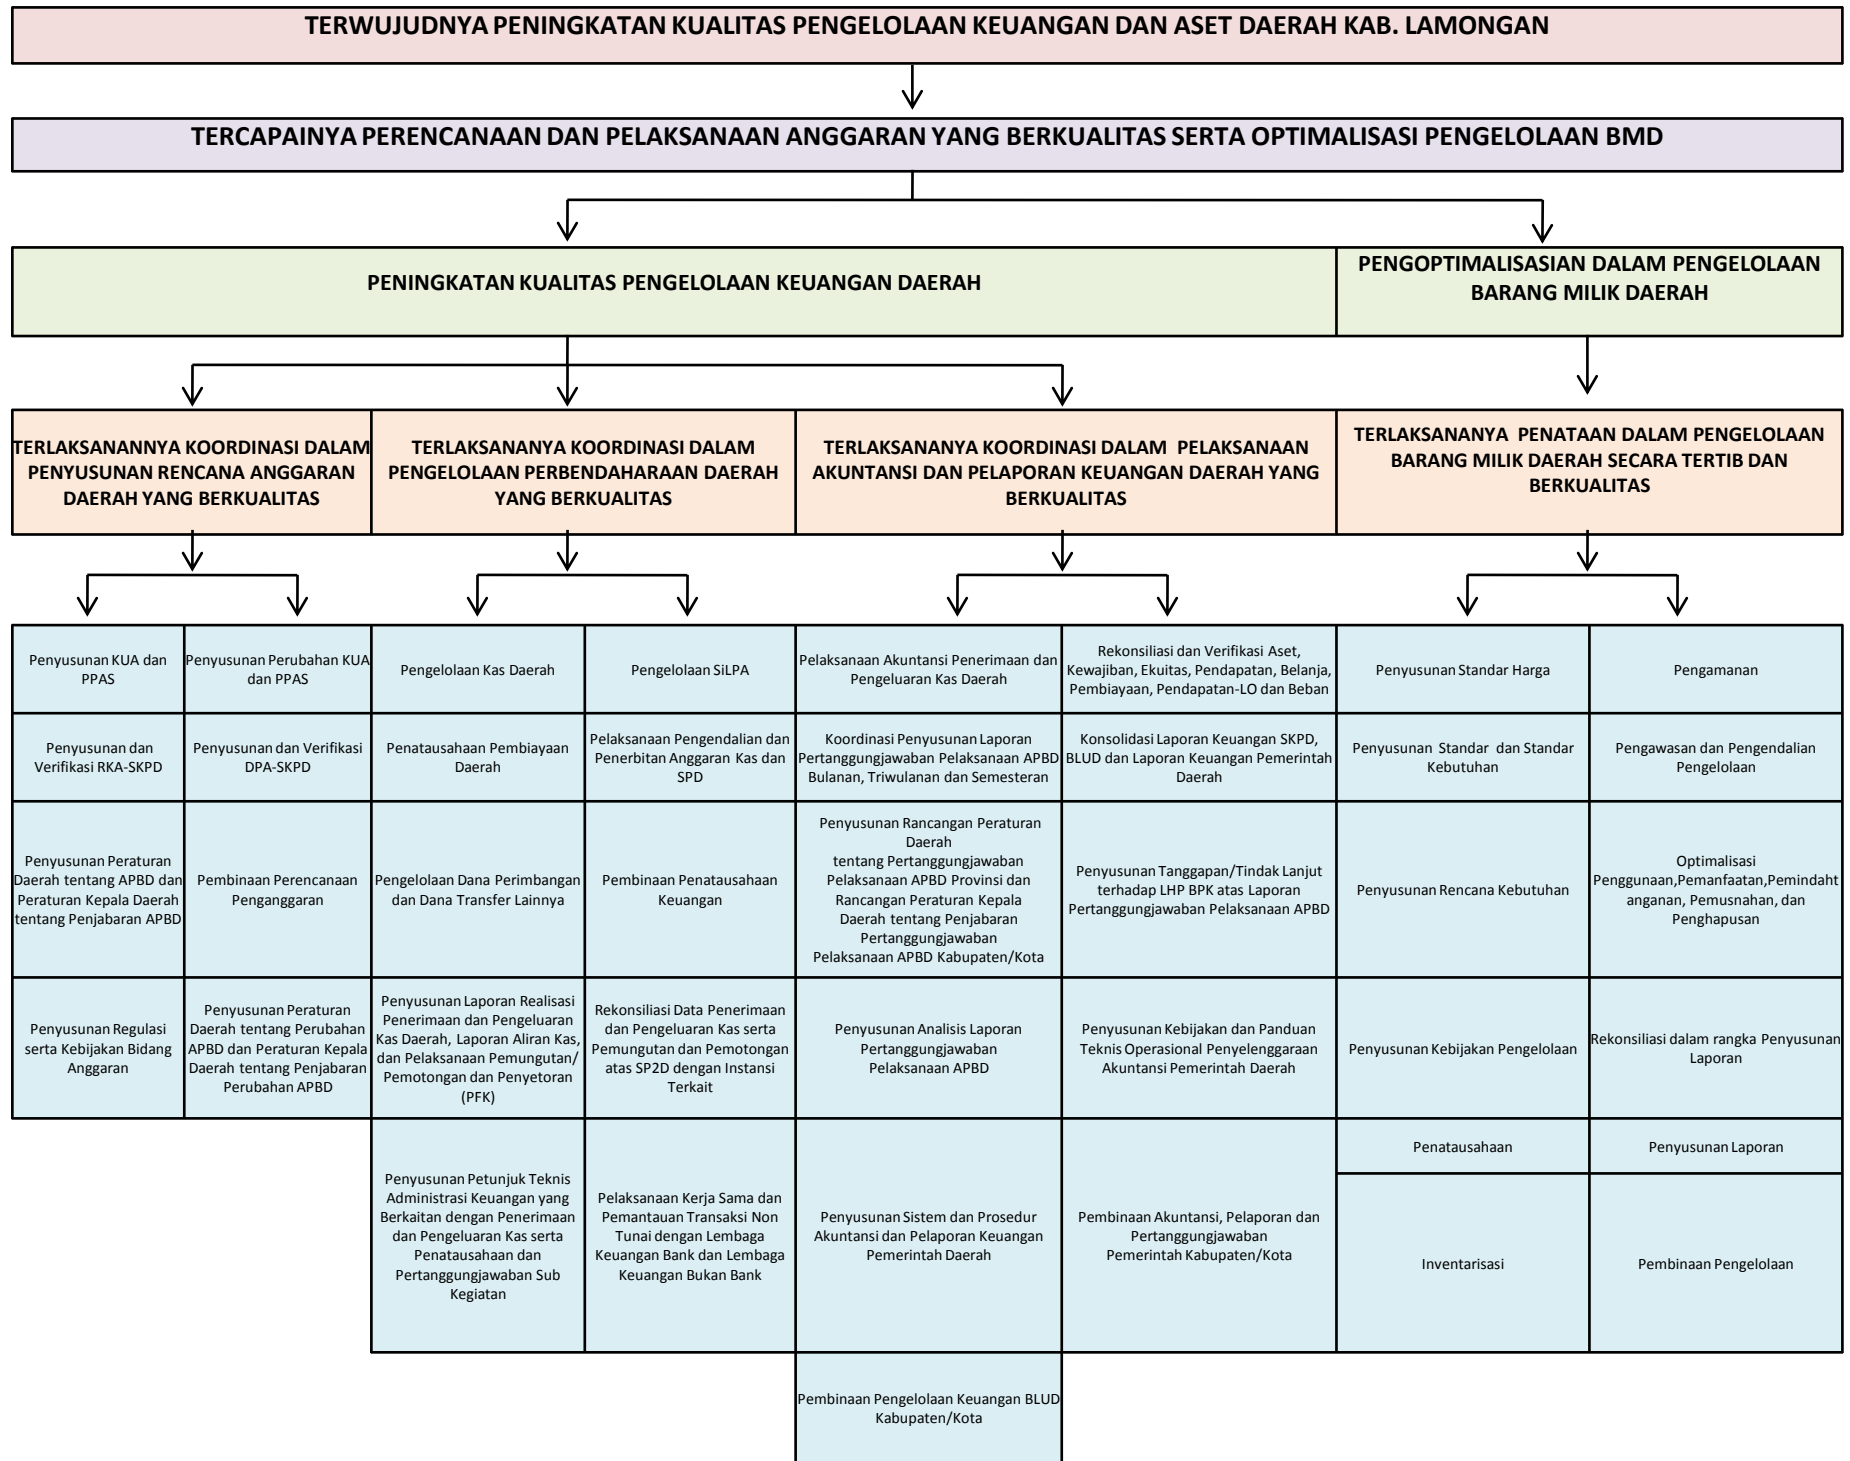 TERWUJUDNYA PENINGKATAN KUALITAS PENGELOLAAN KEUANGAN DAN ASET DAERAH KAB. LAMONGAN
TERCAPAINYA PERENCANAAN DAN PELAKSANAAN ANGGARAN YANG BERKUALITAS SERTA OPTIMALISASI PENGELOLAAN BMD
PENINGKATAN KUALITAS PENGELOLAAN KEUANGAN DAERAH
PENGOPTIMALISASIAN DALAM PENGELOLAAN
BARANG MILIK DAERAH
TERLAKSANANNYA KOORDINASI DALAM
PENYUSUNAN RENCANA ANGGARAN
DAERAH YANG BERKUALITAS
TERLAKSANANYA KOORDINASI DALAM
PENGELOLAAN PERBENDAHARAAN DAERAH
YANG BERKUALITAS
TERLAKSANANYA KOORDINASI DALAM PELAKSANAAN
AKUNTANSI DAN PELAPORAN KEUANGAN DAERAH YANG
BERKUALITAS
TERLAKSANANYA PENATAAN DALAM PENGELOLAAN
BARANG MILIK DAERAH SECARA TERTIB DAN
BERKUALITAS
Penyusunan KUA dan
PPAS
Penyusunan Perubahan KUA
dan PPAS
Pengelolaan Kas Daerah
Pengelolaan SiLPA
Pelaksanaan Akuntansi Penerimaan dan
Pengeluaran Kas Daerah
Rekonsiliasi dan Verifikasi Aset,
Kewajiban, Ekuitas, Pendapatan, Belanja,
Pembiayaan, Pendapatan-LO dan Beban
Penyusunan Standar Harga
Pengamanan
Penyusunan dan
Verifikasi RKA-SKPD
Penyusunan dan Verifikasi
DPA-SKPD
Penatausahaan Pembiayaan
Daerah
Pelaksanaan Pengendalian dan
Penerbitan Anggaran Kas dan
SPD
Koordinasi Penyusunan Laporan
Pertanggungjawaban Pelaksanaan APBD
Bulanan, Triwulanan dan Semesteran
Konsolidasi Laporan Keuangan SKPD,
BLUD dan Laporan Keuangan Pemerintah
Daerah
Penyusunan Standar dan Standar
Kebutuhan
Pengawasan dan Pengendalian
Pengelolaan
Penyusunan Peraturan
Daerah tentang APBD dan
Peraturan Kepala Daerah
tentang Penjabaran APBD
Pembinaan Perencanaan
Penganggaran
Pengelolaan Dana Perimbangan
dan Dana Transfer Lainnya
Pembinaan Penatausahaan
Keuangan
Penyusunan Rancangan Peraturan
Daerah
tentang Pertanggungjawaban
Pelaksanaan APBD Provinsi dan
Rancangan Peraturan Kepala
Daerah tentang Penjabaran
Pertanggungjawaban
Pelaksanaan APBD Kabupaten/Kota
Penyusunan Tanggapan/Tindak Lanjut
terhadap LHP BPK atas Laporan
Pertanggungjawaban Pelaksanaan APBD
Penyusunan Rencana Kebutuhan
Optimalisasi
Penggunaan,Pemanfaatan,Pemindaht
anganan, Pemusnahan, dan
Penghapusan
Penyusunan Regulasi
serta Kebijakan Bidang
Anggaran
Penyusunan Peraturan
Daerah tentang Perubahan
APBD dan Peraturan Kepala
Daerah tentang Penjabaran
Perubahan APBD
Penyusunan Laporan Realisasi
Penerimaan dan Pengeluaran
Kas Daerah, Laporan Aliran Kas,
dan Pelaksanaan Pemungutan/
Pemotongan dan Penyetoran
(PFK)
Rekonsiliasi Data Penerimaan
dan Pengeluaran Kas serta
Pemungutan dan Pemotongan
atas SP2D dengan Instansi
Terkait
Penyusunan Analisis Laporan
Pertanggungjawaban
Pelaksanaan APBD
Penyusunan Kebijakan dan Panduan
Teknis Operasional Penyelenggaraan
Akuntansi Pemerintah Daerah
Penyusunan Kebijakan Pengelolaan
Rekonsiliasi dalam rangka Penyusunan
Laporan
Penyusunan Petunjuk Teknis
Administrasi Keuangan yang
Berkaitan dengan Penerimaan
dan Pengeluaran Kas serta
Penatausahaan dan
Pertanggungjawaban Sub
Kegiatan
Pelaksanaan Kerja Sama dan
Pemantauan Transaksi Non
Tunai dengan Lembaga
Keuangan Bank dan Lembaga
Keuangan Bukan Bank
Penyusunan Sistem dan Prosedur
Akuntansi dan Pelaporan Keuangan
Pemerintah Daerah
Pembinaan Akuntansi, Pelaporan dan
Pertanggungjawaban
Pemerintah Kabupaten/Kota
Penatausahaan
Penyusunan Laporan
Inventarisasi
Pembinaan Pengelolaan
Pembinaan Pengelolaan Keuangan BLUD
Kabupaten/Kota